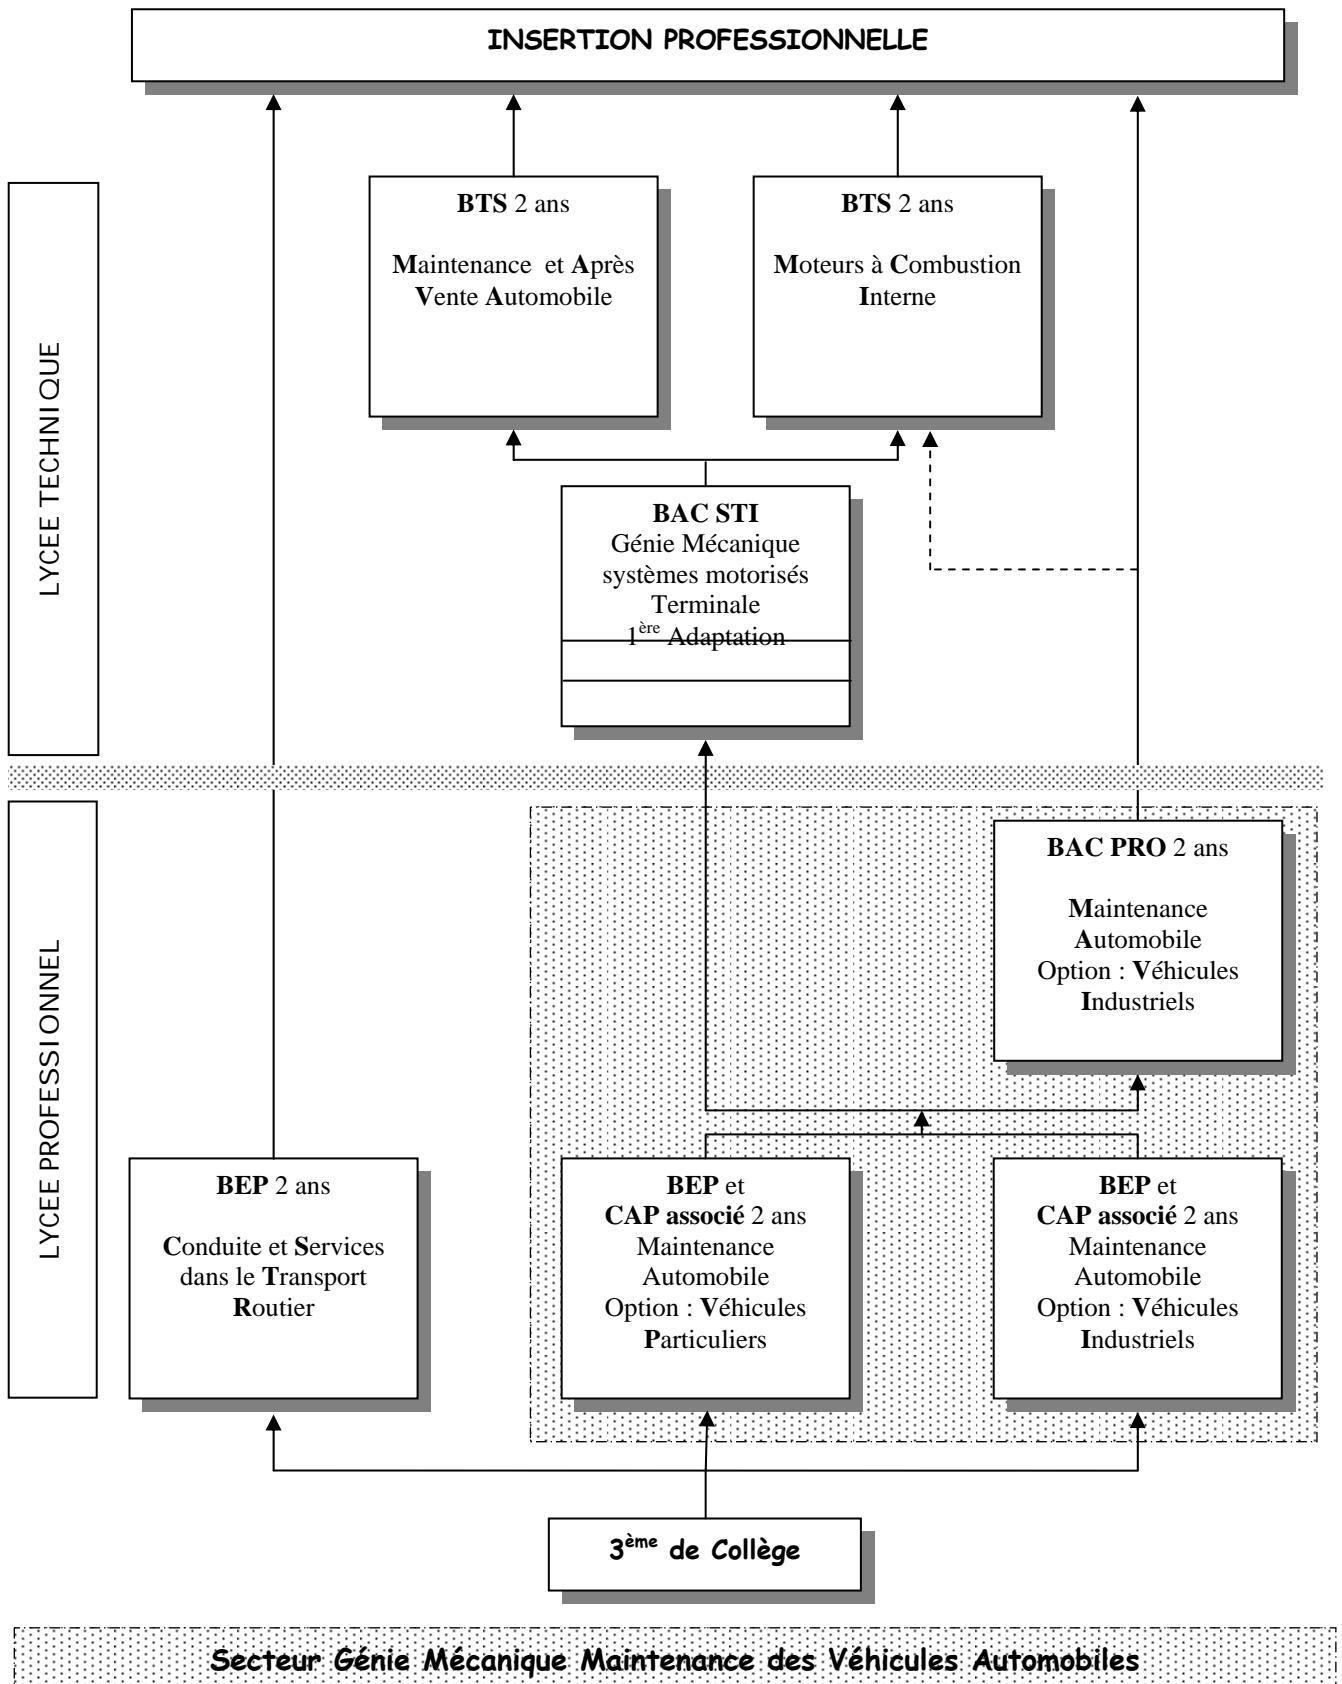 INSERTION PROFESSIONNELLE
LYCEE TECHNIQUE
BTS 2 ans
Maintenance et Après
Vente Automobile
BTS 2 ans
Moteurs à Combustion
Interne
BAC STI
Génie Mécanique
systèmes motorisés
Terminale
1ère Adaptation
LYCEE PROFESSIONNEL
BAC PRO 2 ans
Maintenance
Automobile
Option : Véhicules
Industriels
BEP 2 ans
Conduite et Services
dans le Transport
Routier
BEP et
CAP associé 2 ans
Maintenance
Automobile
Option : Véhicules
Particuliers
BEP et
CAP associé 2 ans
Maintenance
Automobile
Option : Véhicules
Industriels
3ème de Collège
Secteur Génie Mécanique Maintenance des Véhicules Automobiles